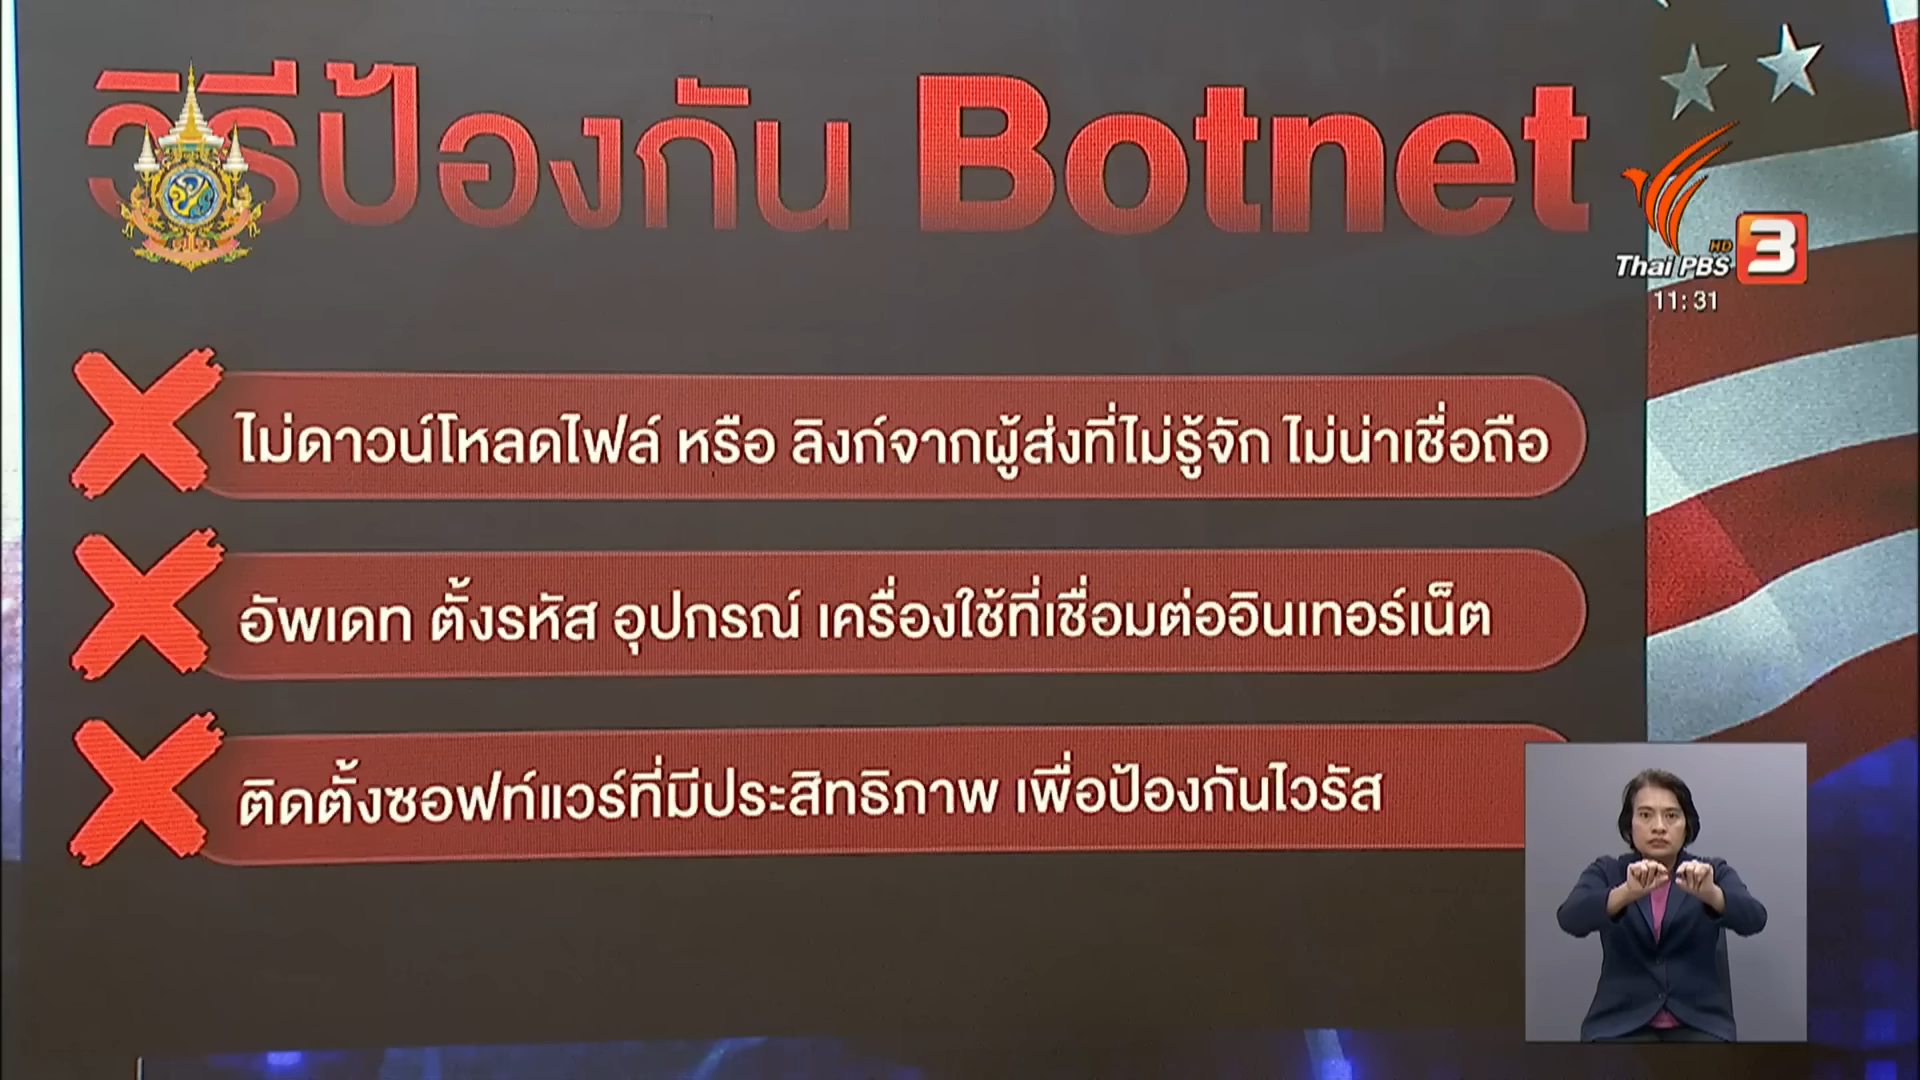 วิธีป้องกัน Botnet
HD
Thai PBS 3
11:31
ไม่ดาวน์โหลดไฟล์ หรือ ลิงก์จากผู้ส่งที่ไม่รู้จัก ไม่น่าเชื่อถือ
อัพเดท ตั้งรหัส อุปกรณ์ เครื่องใช้ที่เชื่อมต่ออินเทอร์เน็ต
ติดตั้งซอฟท์แวร์ที่มีประสิทธิภาพ เพื่อป้องกันไวรัส